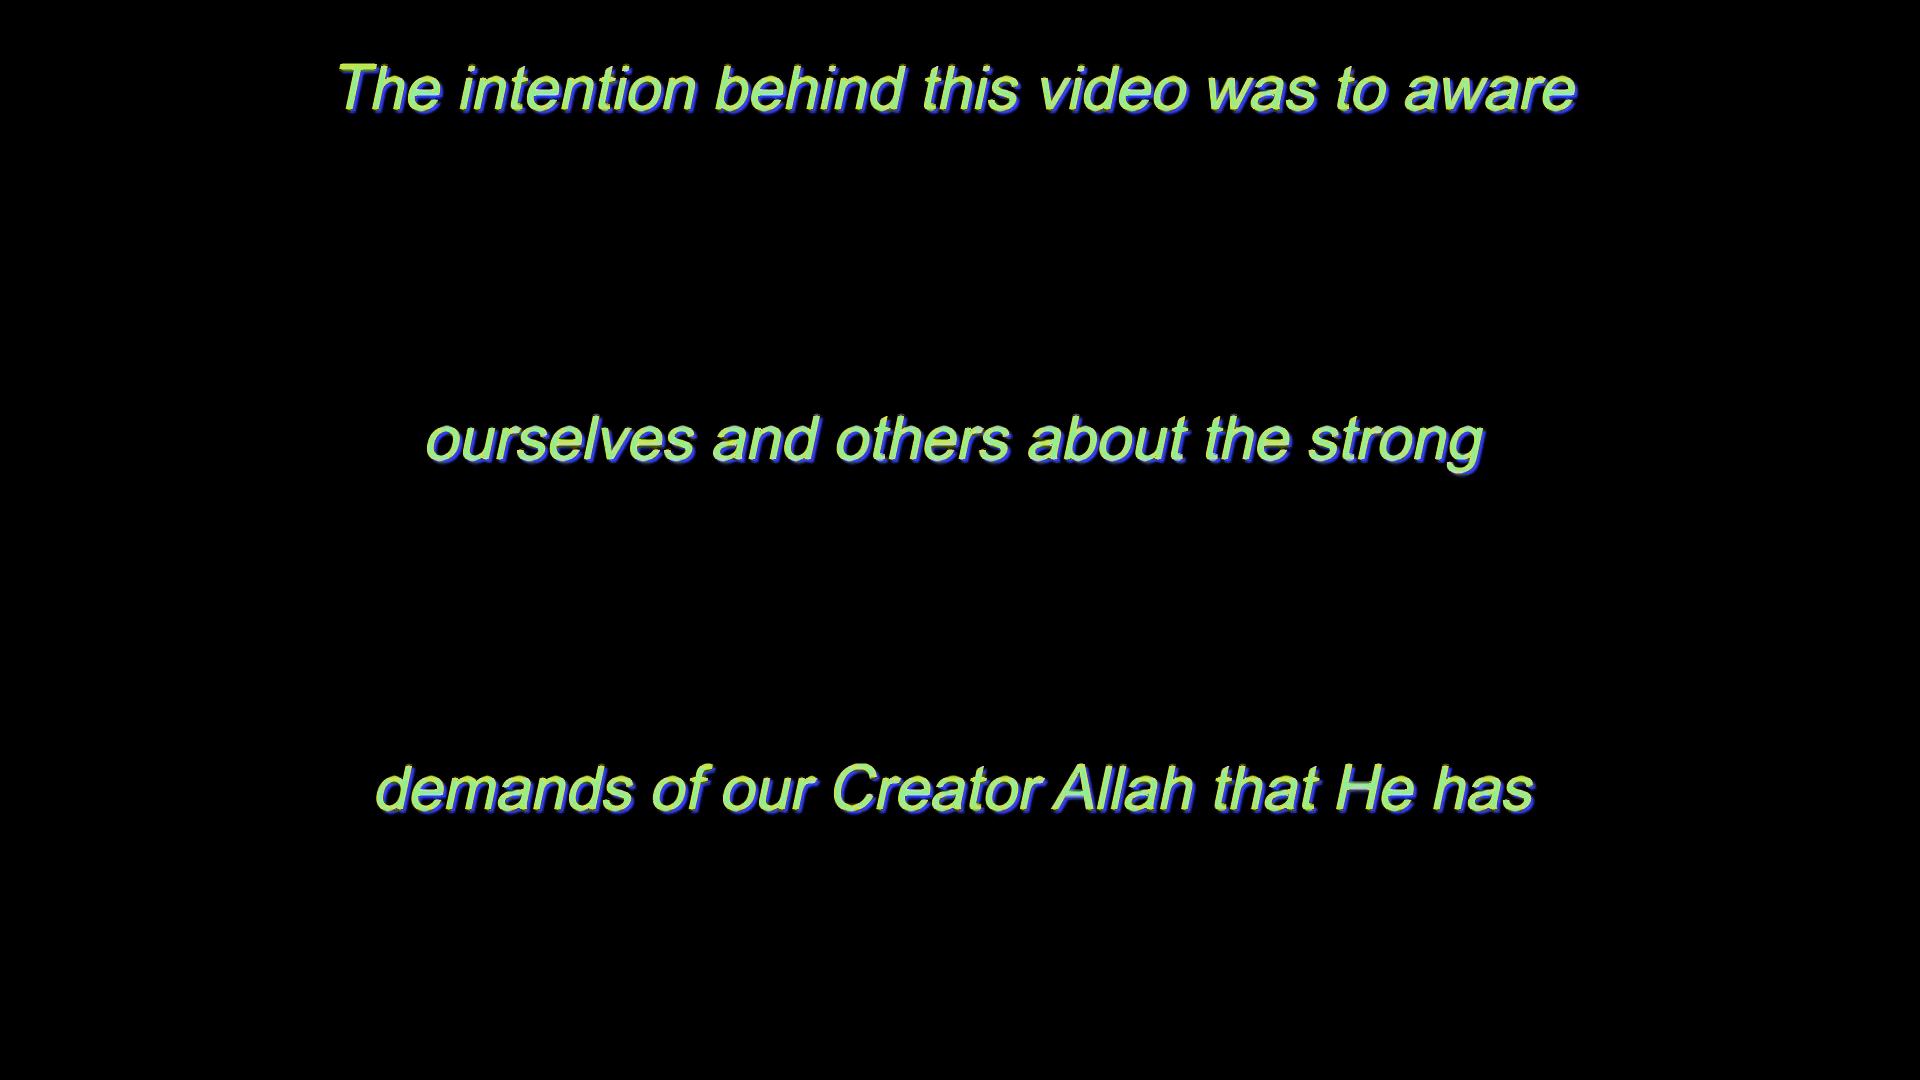 The intention behind this video was to aware
ourselves and others about the strong
demands of our Creator Allah that He has